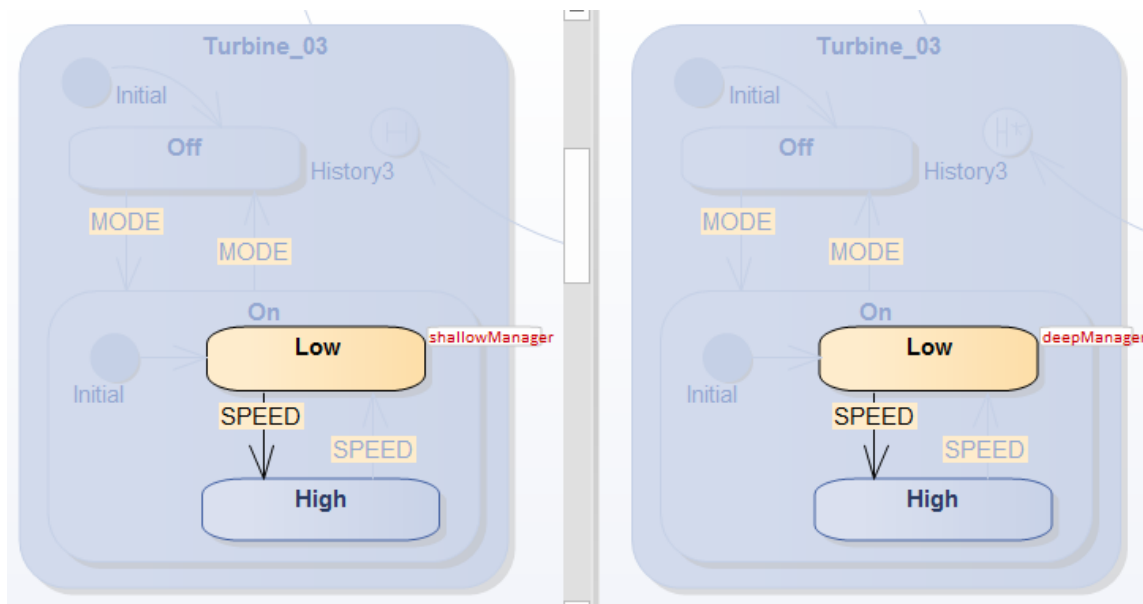 Turbine_03
Initial
H
Off
History3
MODE
MODE
On
Low
shallowManager
Initial
SPEED
SPEED
High
Turbine_03
Initial
H*
Off
History3
MODE
MODE
On
Low
deepManager
Initial
SPEED
SPEED
High